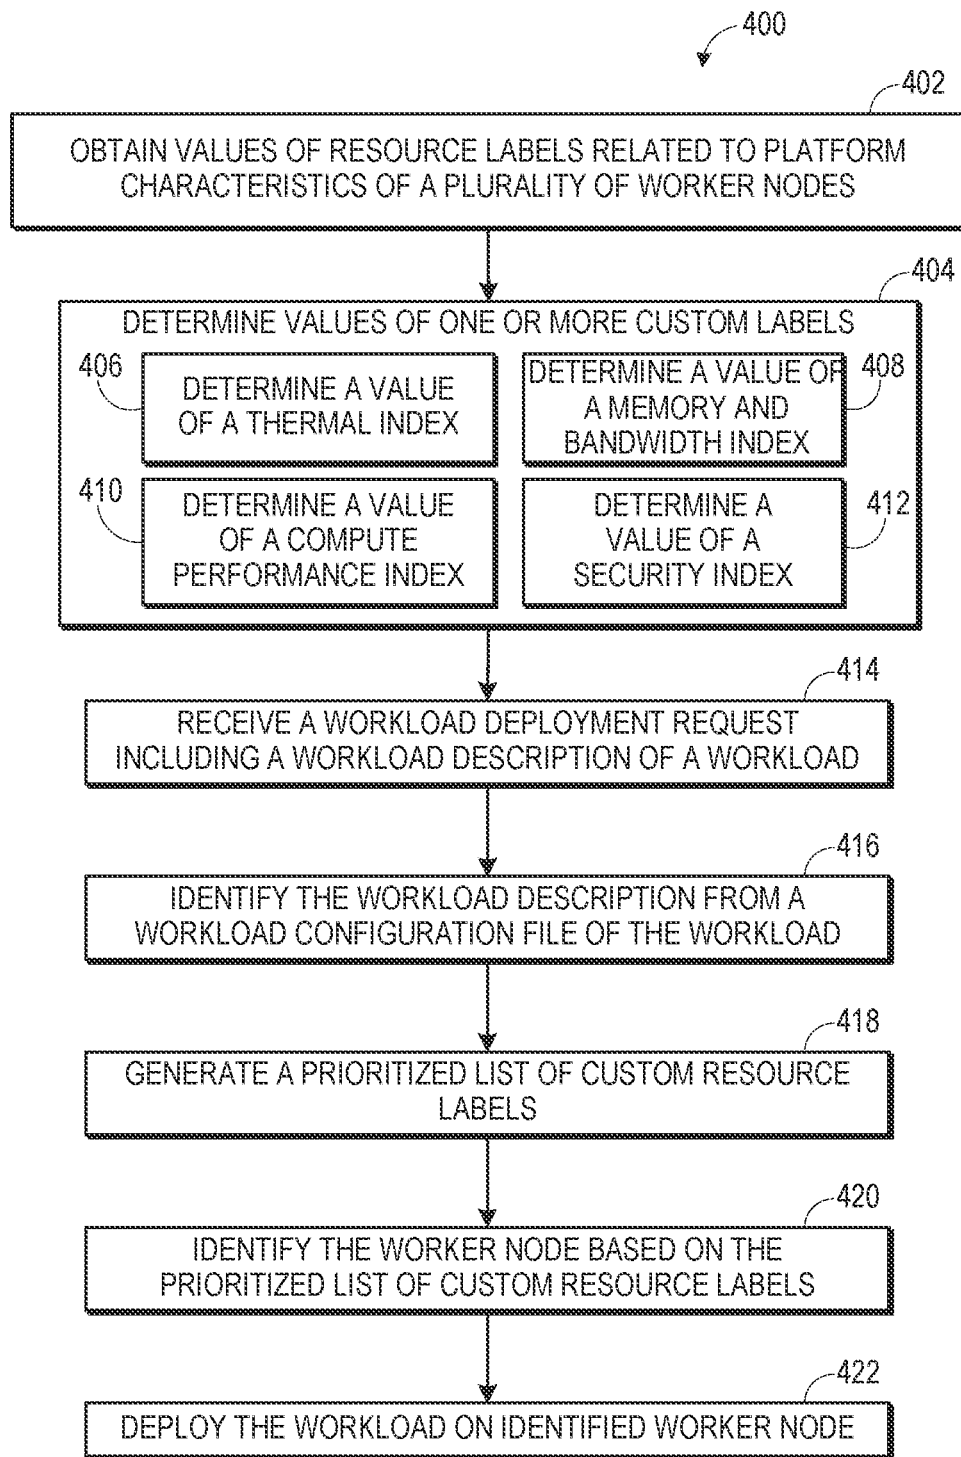 400
402
OBTAIN VALUES OF RESOURCE LABELS RELATED TO PLATFORM
CHARACTERISTICS OF A PLURALITY OF WORKER NODES
404
DETERMINE VALUES OF ONE OR MORE CUSTOM LABELS
406
DETERMINE A VALUE
OF A THERMAL INDEX
DETERMINE A VALUE OF
A MEMORY AND
BANDWIDTH INDEX
408
410
DETERMINE A VALUE
OF A COMPUTE
PERFORMANCE INDEX
DETERMINE A
VALUE OF A
SECURITY INDEX
412
414
RECEIVE A WORKLOAD DEPLOYMENT REQUEST
INCLUDING A WORKLOAD DESCRIPTION OF A WORKLOAD
416
IDENTIFY THE WORKLOAD DESCRIPTION FROM A
WORKLOAD CONFIGURATION FILE OF THE WORKLOAD
418
GENERATE A PRIORITIZED LIST OF CUSTOM RESOURCE
LABELS
420
IDENTIFY THE WORKER NODE BASED ON THE
PRIORITIZED LIST OF CUSTOM RESOURCE LABELS
422
DEPLOY THE WORKLOAD ON IDENTIFIED WORKER NODE